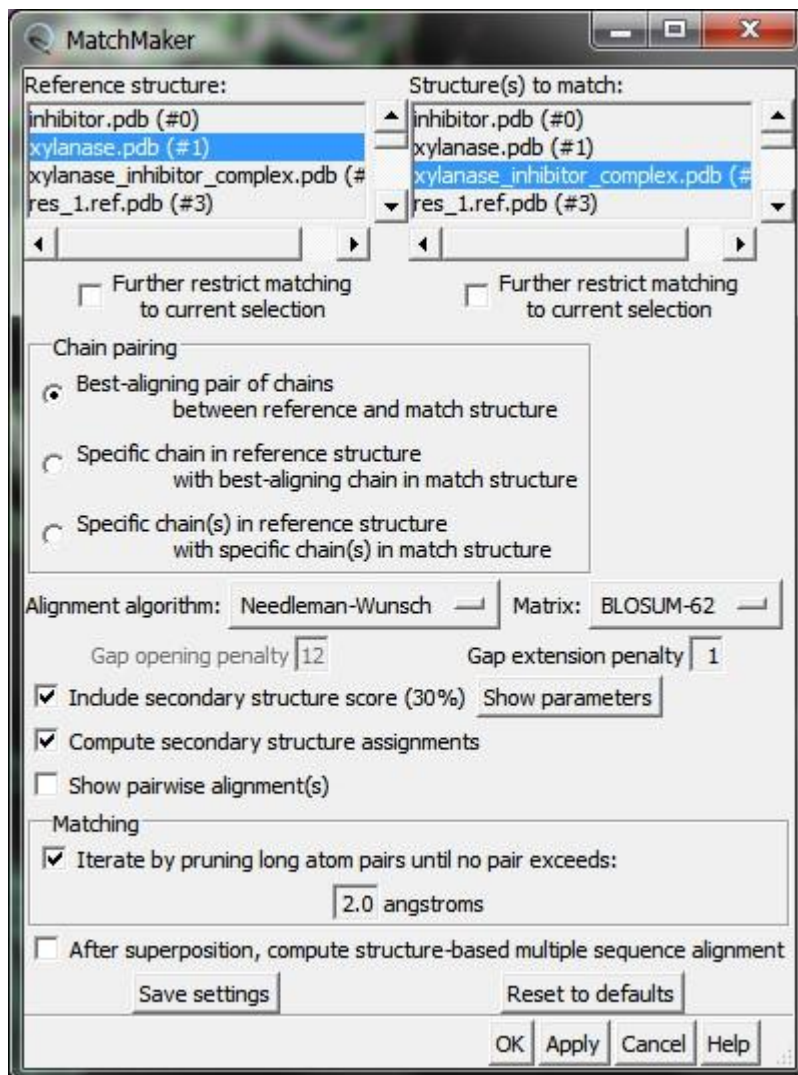 MatchMaker
Reference structure:
inhibitor.pdb (#0)
xylanase.pdb (#1)
xylanase_inhibitor_complex.pdb (#
res_1.ref.pdb (#3)
Structure(s) to match:
inhibitor.pdb (#0)
xylanase.pdb (#1)
xylanase_inhibitor_complex.pdb (#
res_1.ref.pdb (#3)
Further restrict matching
to current selection
Further restrict matching
to current selection
Chain pairing
Best-aligning pair of chains
between reference and match structure
Specific chain in reference structure
with best-aligning chain in match structure
Specific chain(s) in reference structure
with specific chain(s) in match structure
Alignment algorithm: Needleman-Wunsch Matrix: BLOSUM-62
Gap opening penalty 12 Gap extension penalty 1
Include secondary structure score (30%) Show parameters
Compute secondary structure assignments
Show pairwise alignment(s)
Matching
Iterate by pruning long atom pairs until no pair exceeds:
2.0 angstroms
After superposition, compute structure-based multiple sequence alignment
Save settings Reset to defaults
OK Apply Cancel Help